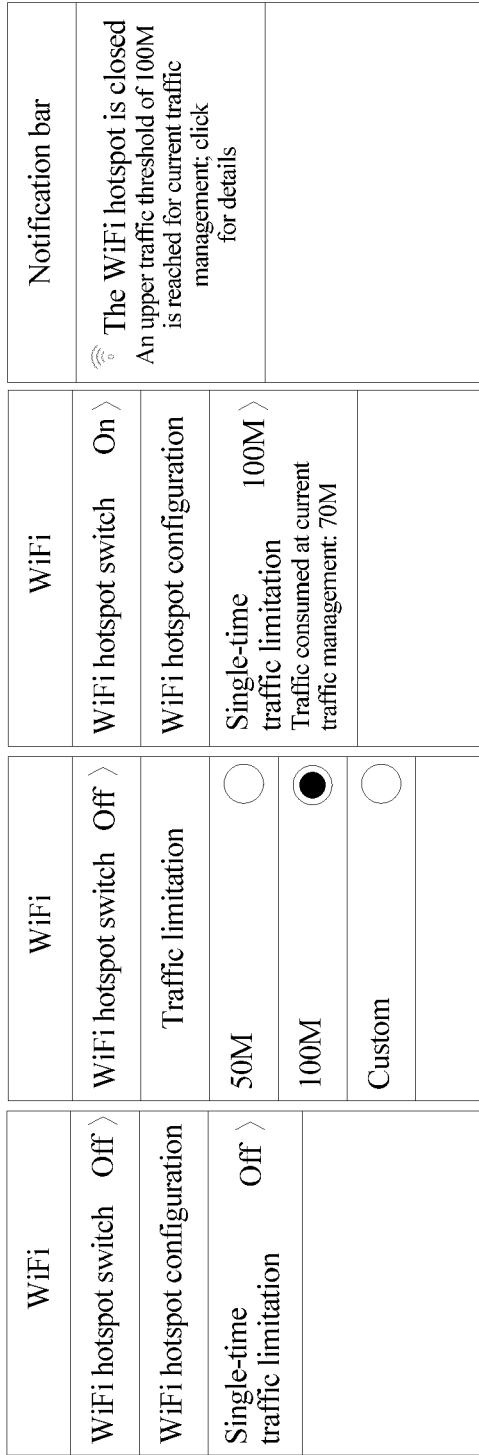 WiFi
WiFi hotspot switch Off 〉
WiFi hotspot configuration
Single-time
traffic limitation Off 〉
WiFi
WiFi hotspot switch Off 〉
Traffic limitation
50M
100M
Custom
WiFi
WiFi hotspot switch On 〉
WiFi hotspot configuration
Single-time
traffic limitation 100M 〉
Traffic consumed at current
traffic management: 70M
Notification bar
The WiFi hotspot is closed
An upper traffic threshold of 100M
is reached for current traffic
management; click
for details